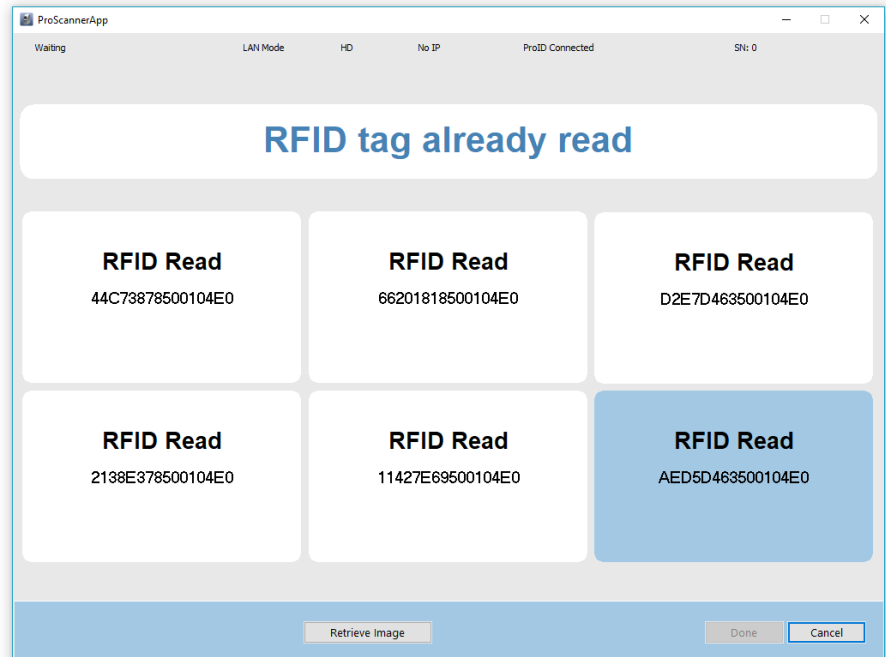 ProScannerApp
Waiting LAN Mode HD No IP ProID Connected SN: 0
RFID tag already read
RFID Read RFID Read RFID Read
44C73878500104E0 66201818500104E0 D2E7D463500104E0
RFID Read RFID Read RFID Read
2138E378500104E0 11427E69500104E0 AED5D463500104E0
Retrieve Image Done Cancel